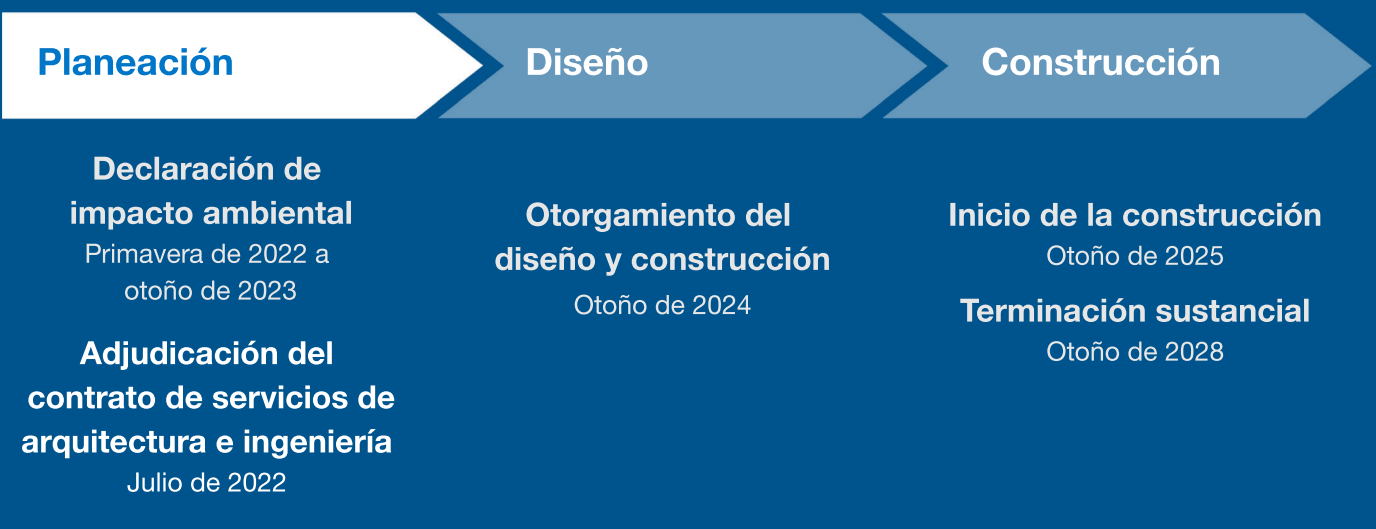 Planeación
Declaración de
impacto ambiental
Primavera de 2022 a
otoño de 2023
Adjudicación del
contrato de servicios de
arquitectura e ingeniería
Julio de 2022
Diseño
Otorgamiento del
diseño y construcción
Otoño de 2024
Construcción
Inicio de la construcción
Otoño de 2025
Terminación sustancial
Otoño de 2028